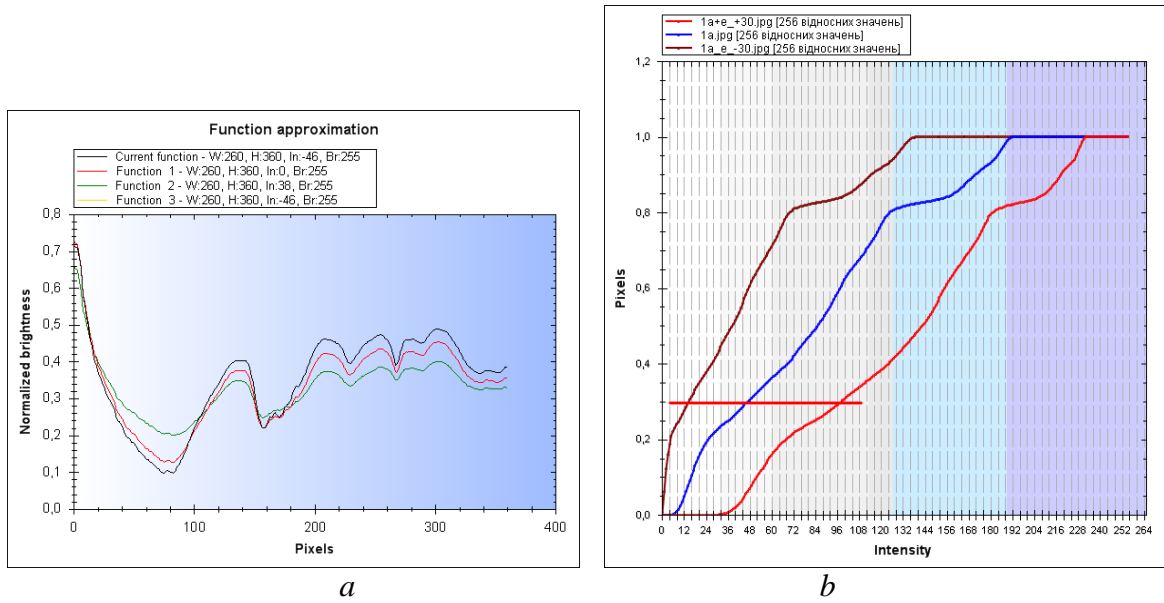 Function approximation
Current function - W:260, H:360, In:-46, Br:255
Function 1 - W:260, H:360, In:0, Br:255
Function 2 - W:260, H:360, In:38, Br:255
Function 3 - W:260, H:360, In:-46, Br:255
Normalized brightness
0,8
0,7
0,6
0,5
0,4
0,3
0,2
0,1
0,0
0 100 200 300 400
Pixels
a
1a+e_+30.jpg [256 відносних значень]
1a.jpg [256 відносних значень]
1a_e_-30.jpg [256 відносних значень]
Pixels
1,2
1,0
0,8
0,6
0,4
0,2
0,0
0 12 24 36 48 60 72 84 96 108 120 132 144 156 168 180 192 204 216 228 240 252 264
Intensity
b